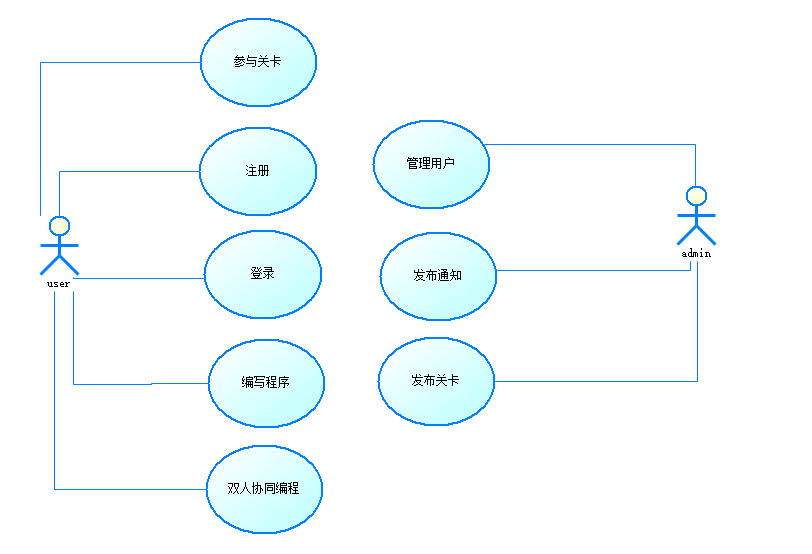 参与关卡
注册
user
登录
编写程序
双人协同编程
管理用户
admin
发布通知
发布关卡